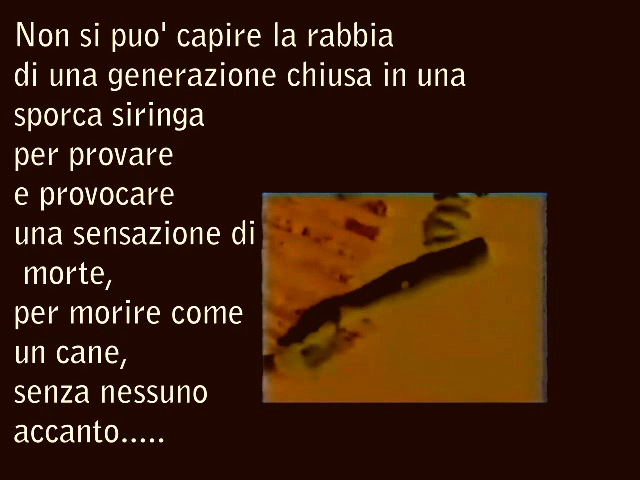 Non si puo' capire la rabbia
di una generazione chiusa in una
sporca siringa
per provare
e provocare
una sensazione di
morte,
per morire come
un cane,
senza nessuno
accanto.....